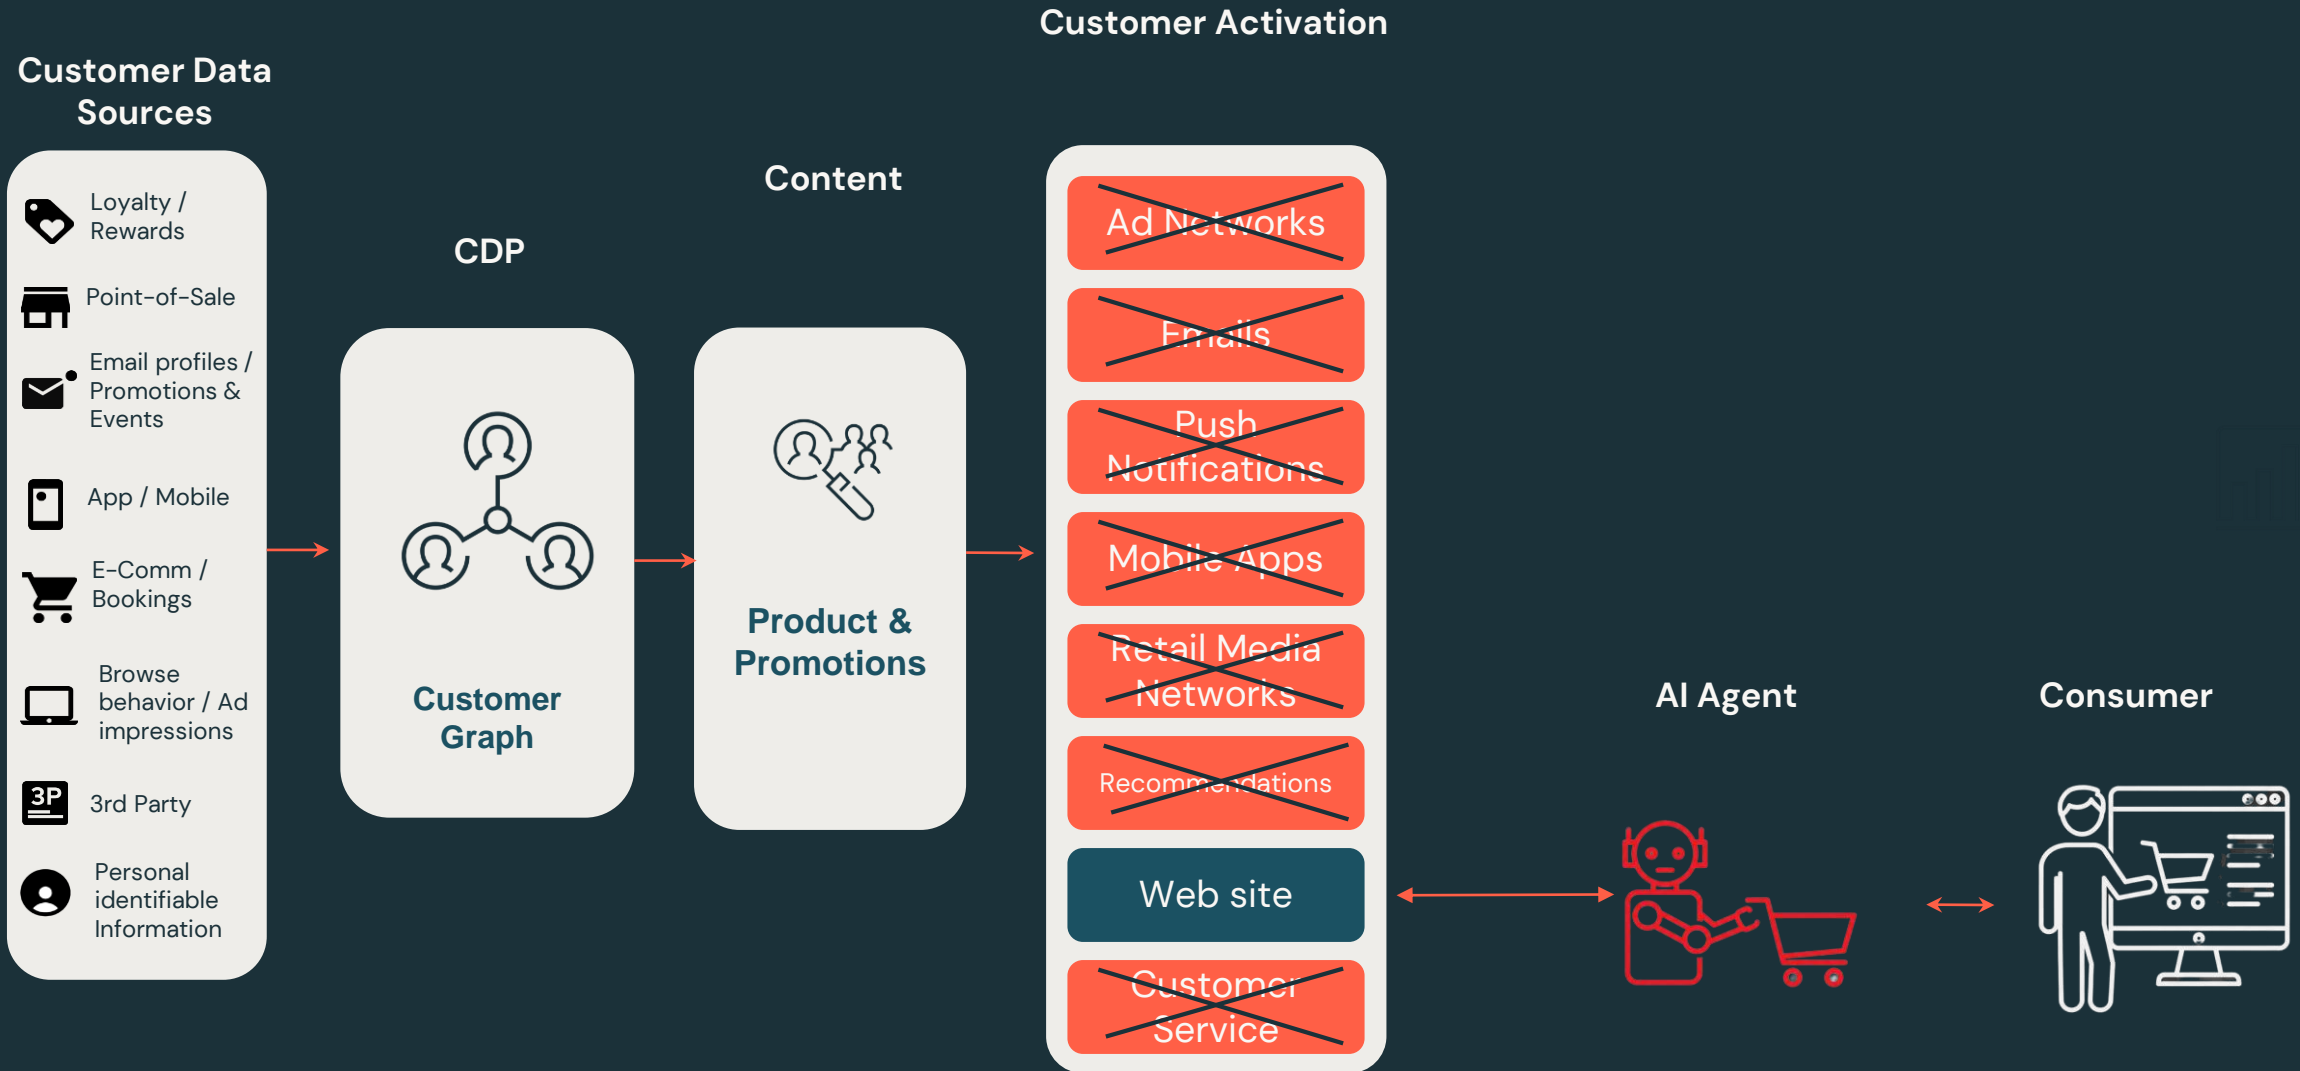 Customer Activation
Customer Data
Sources
Loyalty /
Rewards
Point-of-Sale
Email profiles /
Promotions &
Events
App / Mobile
E-Comm /
Bookings
Browse
behavior / Ad
impressions
3P
3rd Party
Personal
identifiable
Information
CDP
Customer
Graph
Content
Product &
Promotions
Ad Networks
Emails
Push
Notifications
Mobile Apps
Retail Media
Networks
Recommendations
Web site
Customer
Service
AI Agent
Consumer